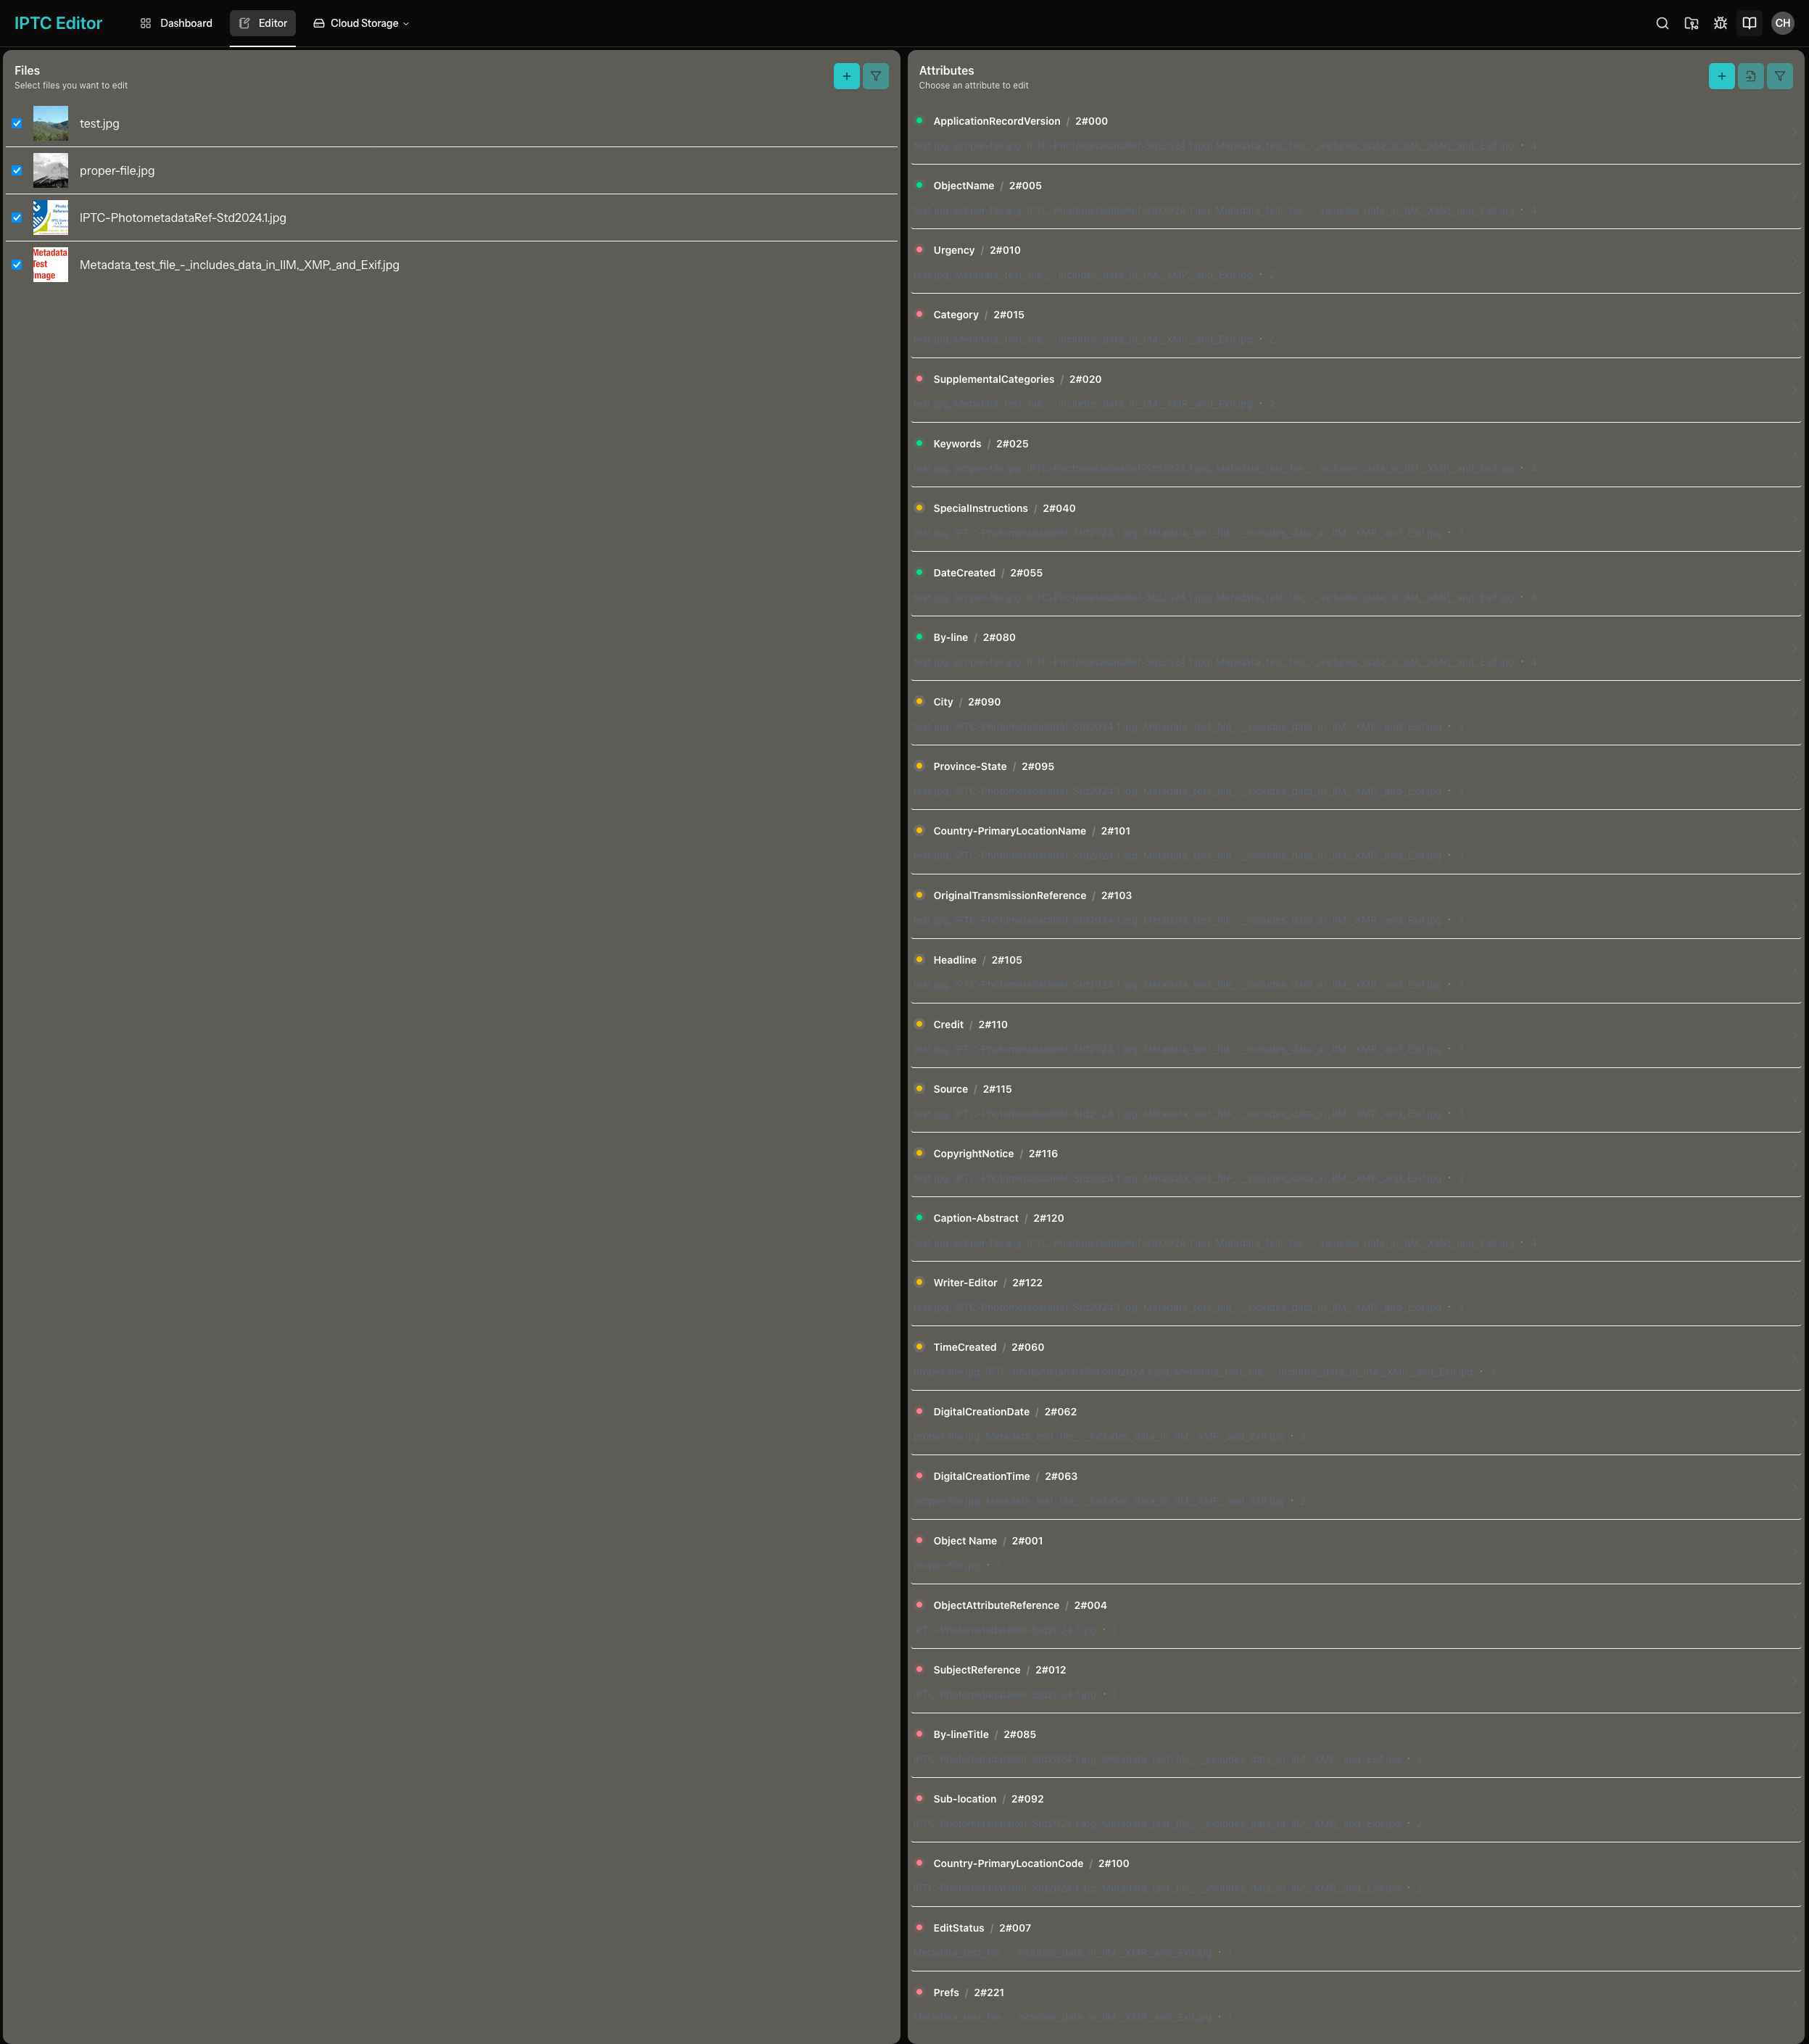 IPTC Editor
Dashboard
Editor
Cloud Storage
CH
Files
Select files you want to edit
test.jpg
proper-file.jpg
IPTC-PhotometadataRef-Std2024.1.jpg
Metadata
Test
Image
Metadata_test_file_-_includes_data_in_IIM,_XMP,_and_Exif.jpg
Attributes
Choose an attribute to edit
ApplicationRecordVersion / 2#000
test.jpg, proper-file.jpg, IPTC-PhotometadataRef-Std2024.1.jpg, Metadata_test_file_-_includes_data_in_IIM,_XMP,_and_Exif.jpg · 4
ObjectName / 2#005
test.jpg, proper-file.jpg, IPTC-PhotometadataRef-Std2024.1.jpg, Metadata_test_file_-_includes_data_in_IIM,_XMP,_and_Exif.jpg · 4
Urgency / 2#010
test.jpg, Metadata_test_file_-_includes_data_in_IIM,_XMP,_and_Exif.jpg · 2
Category / 2#015
test.jpg, Metadata_test_file_-_includes_data_in_IIM,_XMP,_and_Exif.jpg · 2
SupplementalCategories / 2#020
test.jpg, Metadata_test_file_-_includes_data_in_IIM,_XMP,_and_Exif.jpg · 2
Keywords / 2#025
test.jpg, proper-file.jpg, IPTC-PhotometadataRef-Std2024.1.jpg, Metadata_test_file_-_includes_data_in_IIM,_XMP,_and_Exif.jpg · 4
SpecialInstructions / 2#040
test.jpg, IPTC-PhotometadataRef-Std2024.1.jpg, Metadata_test_file_-_includes_data_in_IIM,_XMP,_and_Exif.jpg · 3
DateCreated / 2#055
test.jpg, proper-file.jpg, IPTC-PhotometadataRef-Std2024.1.jpg, Metadata_test_file_-_includes_data_in_IIM,_XMP,_and_Exif.jpg · 4
By-line / 2#080
test.jpg, proper-file.jpg, IPTC-PhotometadataRef-Std2024.1.jpg, Metadata_test_file_-_includes_data_in_IIM,_XMP,_and_Exif.jpg · 4
City / 2#090
test.jpg, IPTC-PhotometadataRef-Std2024.1.jpg, Metadata_test_file_-_includes_data_in_IIM,_XMP,_and_Exif.jpg · 3
Province-State / 2#095
test.jpg, IPTC-PhotometadataRef-Std2024.1.jpg, Metadata_test_file_-_includes_data_in_IIM,_XMP,_and_Exif.jpg · 3
Country-PrimaryLocationName / 2#101
test.jpg, IPTC-PhotometadataRef-Std2024.1.jpg, Metadata_test_file_-_includes_data_in_IIM,_XMP,_and_Exif.jpg · 3
OriginalTransmissionReference / 2#103
test.jpg, IPTC-PhotometadataRef-Std2024.1.jpg, Metadata_test_file_-_includes_data_in_IIM,_XMP,_and_Exif.jpg · 3
Headline / 2#105
test.jpg, IPTC-PhotometadataRef-Std2024.1.jpg, Metadata_test_file_-_includes_data_in_IIM,_XMP,_and_Exif.jpg · 3
Credit / 2#110
test.jpg, IPTC-PhotometadataRef-Std2024.1.jpg, Metadata_test_file_-_includes_data_in_IIM,_XMP,_and_Exif.jpg · 3
Source / 2#115
test.jpg, IPTC-PhotometadataRef-Std2024.1.jpg, Metadata_test_file_-_includes_data_in_IIM,_XMP,_and_Exif.jpg · 3
CopyrightNotice / 2#116
test.jpg, IPTC-PhotometadataRef-Std2024.1.jpg, Metadata_test_file_-_includes_data_in_IIM,_XMP,_and_Exif.jpg · 3
Caption-Abstract / 2#120
test.jpg, proper-file.jpg, IPTC-PhotometadataRef-Std2024.1.jpg, Metadata_test_file_-_includes_data_in_IIM,_XMP,_and_Exif.jpg · 4
Writer-Editor / 2#122
test.jpg, IPTC-PhotometadataRef-Std2024.1.jpg, Metadata_test_file_-_includes_data_in_IIM,_XMP,_and_Exif.jpg · 3
TimeCreated / 2#060
proper-file.jpg, IPTC-PhotometadataRef-Std2024.1.jpg, Metadata_test_file_-_includes_data_in_IIM,_XMP,_and_Exif.jpg · 3
DigitalCreationDate / 2#062
proper-file.jpg, Metadata_test_file_-_includes_data_in_IIM,_XMP,_and_Exif.jpg · 2
DigitalCreationTime / 2#063
proper-file.jpg, Metadata_test_file_-_includes_data_in_IIM,_XMP,_and_Exif.jpg · 2
Object Name / 2#001
proper-file.jpg · 1
ObjectAttributeReference / 2#004
IPTC-PhotometadataRef-Std2024.1.jpg · 1
SubjectReference / 2#012
IPTC-PhotometadataRef-Std2024.1.jpg · 1
By-lineTitle / 2#085
IPTC-PhotometadataRef-Std2024.1.jpg, Metadata_test_file_-_includes_data_in_IIM,_XMP,_and_Exif.jpg · 2
Sub-location / 2#092
IPTC-PhotometadataRef-Std2024.1.jpg, Metadata_test_file_-_includes_data_in_IIM,_XMP,_and_Exif.jpg · 2
Country-PrimaryLocationCode / 2#100
IPTC-PhotometadataRef-Std2024.1.jpg, Metadata_test_file_-_includes_data_in_IIM,_XMP,_and_Exif.jpg · 2
EditStatus / 2#007
Metadata_test_file_-_includes_data_in_IIM,_XMP,_and_Exif.jpg · 1
Prefs / 2#221
Metadata_test_file_-_includes_data_in_IIM,_XMP,_and_Exif.jpg · 1